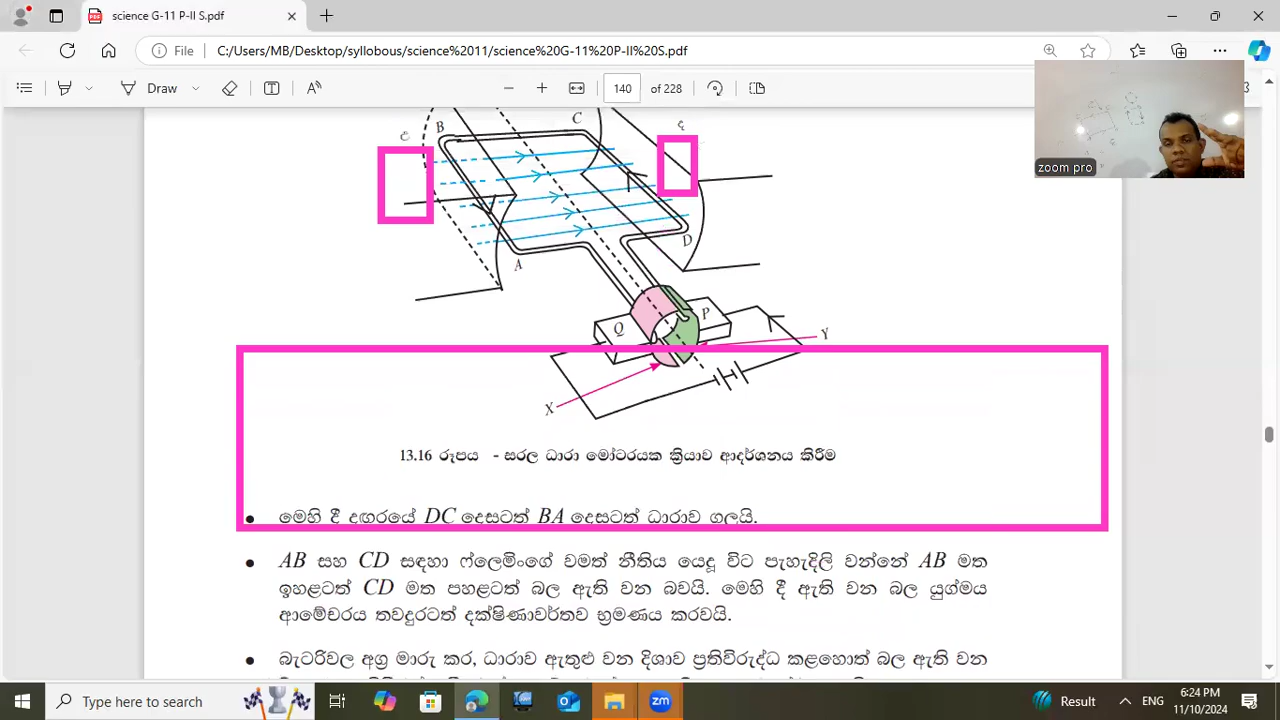 science G-11 P-II S.pdf
File
C:/Users/MB/Desktop/syllobous/science%2011/science%20G-11%20P-II%20S.pdf
Draw
140 of 228
zoom pro
උ
ද
B
C
D
A
Q
P
Y
X
13.16 රූපය - සරල ධාරා මෝටරයක ක්‍රියාව ආදර්ශනය කිරීම
මෙහි දී දඟරයේ DC දෙසටත් BA දෙසටත් ධාරාව ගලයි.
AB සහ CD සඳහා ෆ්ලෙමිංගේ වමත් නීතිය යෙදූ විට පැහැදිලි වන්නේ AB මත
ඉහළටත් CD මත පහළටත් බල ඇති වන බවයි. මෙහි දී ඇති වන බල යුග්මය
ආමේචරය තවදුරටත් දක්ෂිණාවර්තව භ්‍රමණය කරවයි.
බැටරිවල අග්‍ර මාරු කර, ධාරාව ඇතුළු වන දිශාව ප්‍රතිවිරුද්ධ කළහොත් බල ඇති වන
Type here to search
Result
ENG
6:24 PM
11/10/2024